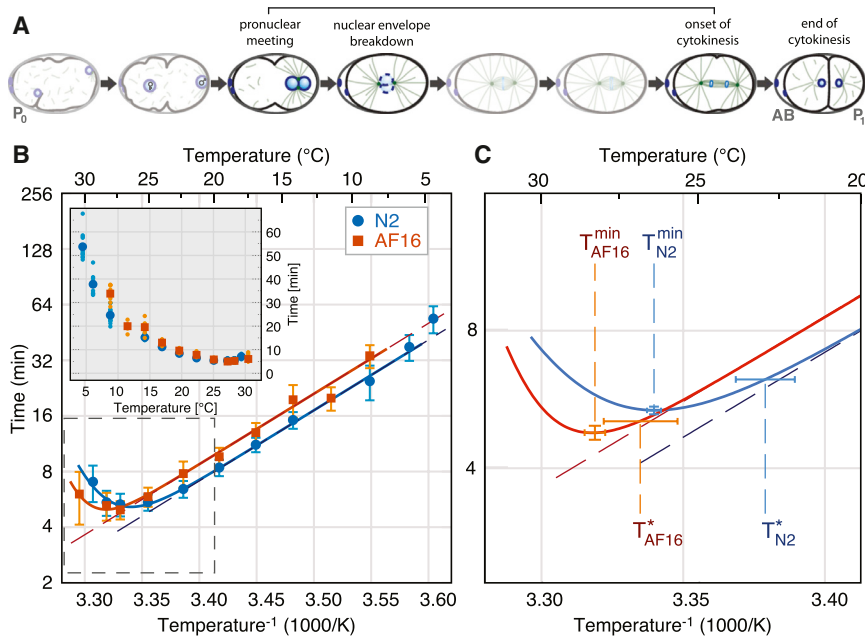 A
pronuclear
meeting
nuclear envelope
breakdown
onset of
cytokinesis
end of
cytokinesis
P0
AB
P1
B
Temperature (°C)
30 25 20 15 10 5
256
128
64
32
16
8
4
2
Time (min)
N2
AF16
60
50
40
30
20
10
0
Time [min]
5 10 15 20 25 30
Temperature [°C]
3.30 3.35 3.40 3.45 3.50 3.55 3.60
Temperature-1 (1000/K)
C
Temperature (°C)
30 25 20
TminAF16
TminN2
8
4
T*AF16
T*N2
3.30 3.35 3.40
Temperature-1 (1000/K)